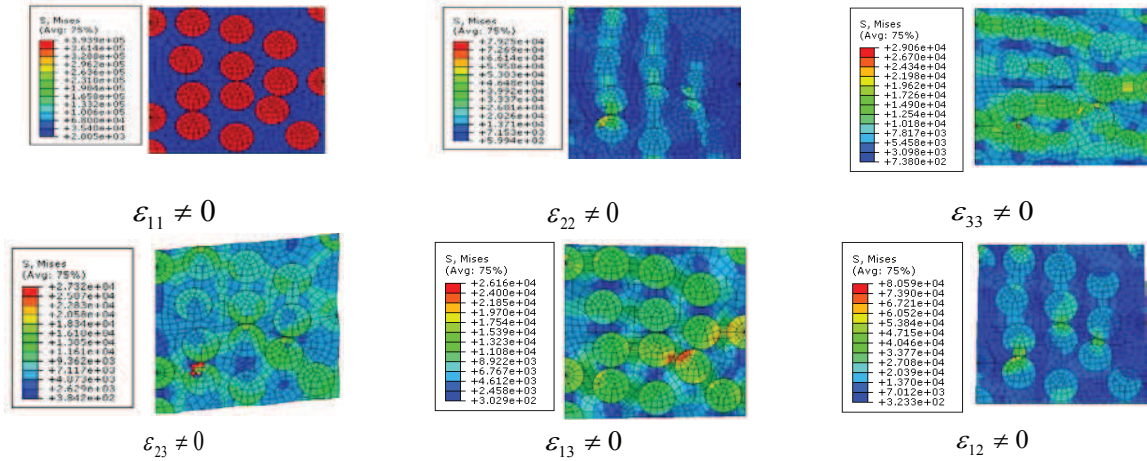 S, Mises
(Avg: 75%)
+3.939e+05
+3.614e+05
+3.288e+05
+2.962e+05
+2.636e+05
+2.310e+05
+1.984e+05
+1.658e+05
+1.332e+05
+1.006e+05
+6.800e+04
+3.540e+04
+2.805e+03
ε₁₁ ≠ 0
S, Mises
(Avg: 75%)
+7.925e+04
+7.269e+04
+6.614e+04
+5.958e+04
+5.303e+04
+4.648e+04
+3.992e+04
+3.337e+04
+2.681e+04
+2.026e+04
+1.371e+04
+7.153e+03
+5.994e+02
ε₂₂ ≠ 0
S, Mises
(Avg: 75%)
+2.906e+04
+2.670e+04
+2.434e+04
+2.198e+04
+1.962e+04
+1.726e+04
+1.490e+04
+1.254e+04
+1.018e+04
+7.817e+03
+5.458e+03
+3.098e+03
+7.380e+02
ε₃₃ ≠ 0
S, Mises
(Avg: 75%)
+2.732e+04
+2.507e+04
+2.283e+04
+2.058e+04
+1.834e+04
+1.610e+04
+1.385e+04
+1.161e+04
+9.362e+03
+7.117e+03
+4.873e+03
+2.629e+03
+3.842e+02
ε₂₃ ≠ 0
S, Mises
(Avg: 75%)
+2.616e+04
+2.400e+04
+2.185e+04
+1.970e+04
+1.754e+04
+1.539e+04
+1.323e+04
+1.108e+04
+8.922e+03
+6.767e+03
+4.612e+03
+2.458e+03
+3.029e+02
ε₁₃ ≠ 0
S, Mises
(Avg: 75%)
+8.059e+04
+7.390e+04
+6.721e+04
+6.052e+04
+5.384e+04
+4.715e+04
+4.046e+04
+3.377e+04
+2.708e+04
+2.039e+04
+1.370e+04
+7.012e+03
+3.233e+02
ε₁₂ ≠ 0